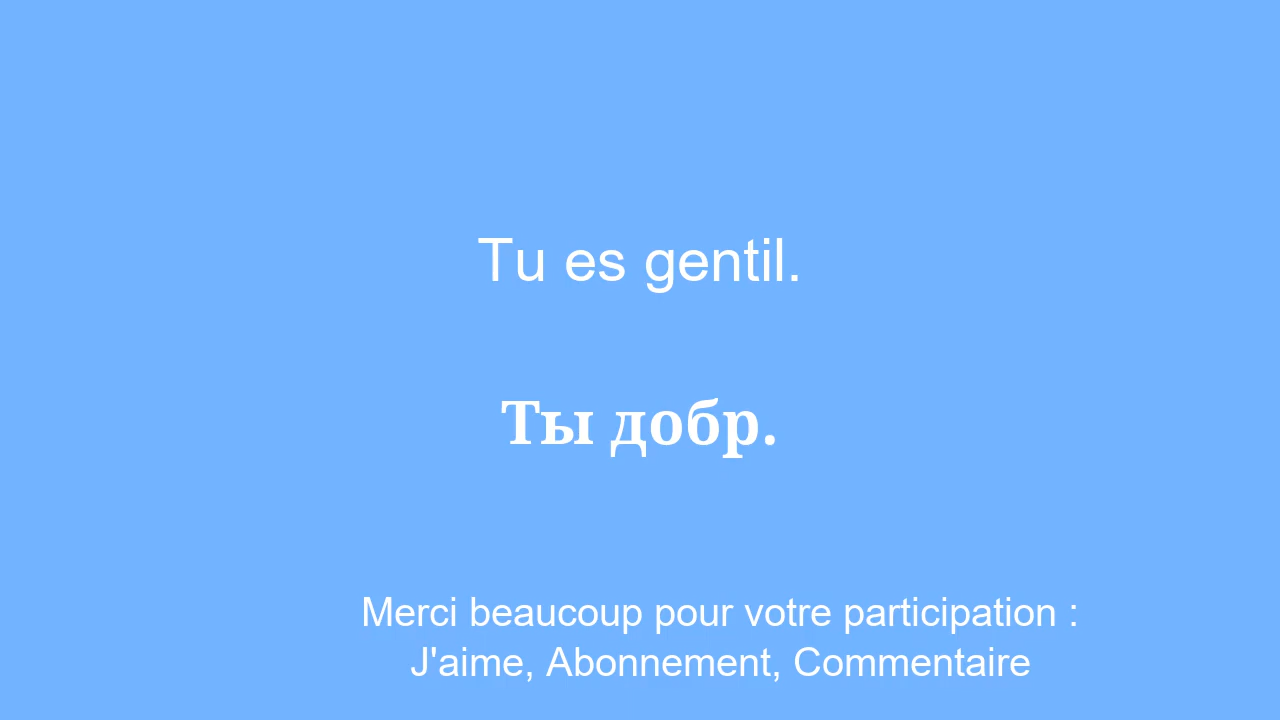 Tu es gentil.
Ты добр.
Merci beaucoup pour votre participation :
J'aime, Abonnement, Commentaire